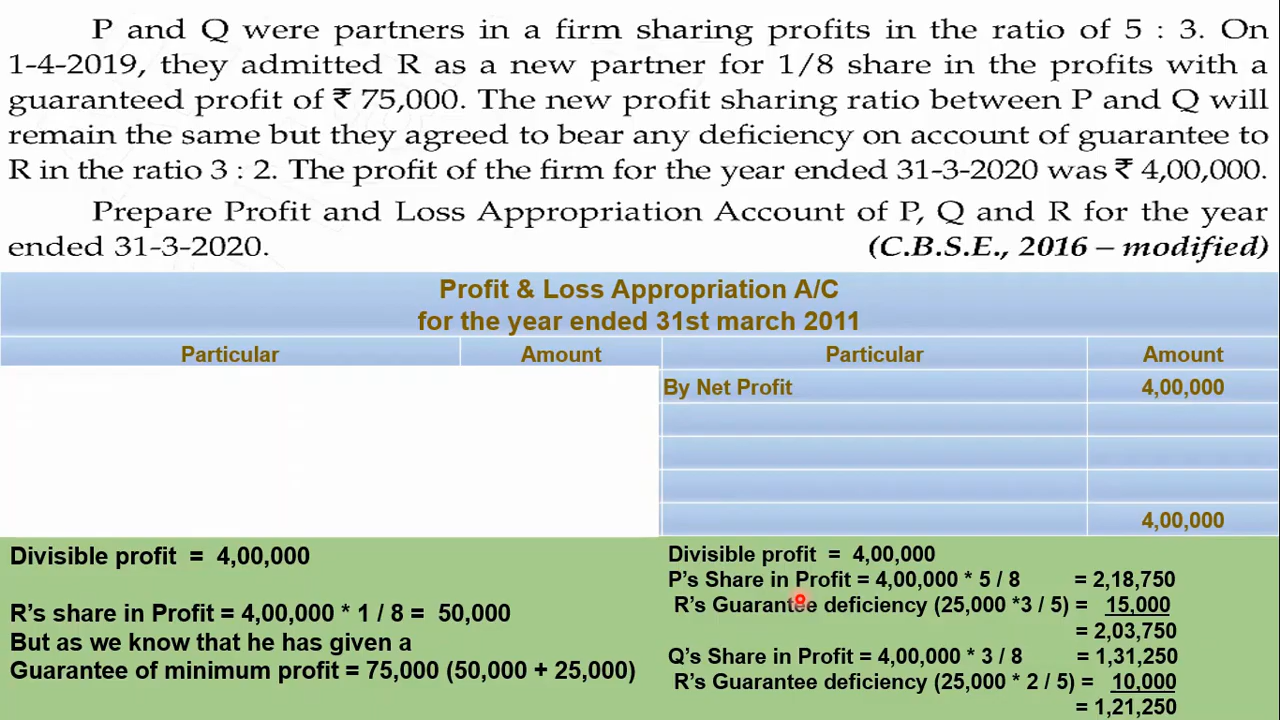 P and Q were partners in a firm sharing profits in the ratio of 5 : 3. On
1-4-2019, they admitted R as a new partner for 1/8 share in the profits with a
guaranteed profit of ₹ 75,000. The new profit sharing ratio between P and Q will
remain the same but they agreed to bear any deficiency on account of guarantee to
R in the ratio 3 : 2. The profit of the firm for the year ended 31-3-2020 was ₹ 4,00,000.
Prepare Profit and Loss Appropriation Account of P, Q and R for the year
ended 31-3-2020. (C.B.S.E., 2016 – modified)
Profit & Loss Appropriation A/C
for the year ended 31st march 2011
Particular Amount Particular Amount
By Net Profit 4,00,000
4,00,000
Divisible profit = 4,00,000
R's share in Profit = 4,00,000 * 1 / 8 = 50,000
But as we know that he has given a
Guarantee of minimum profit = 75,000 (50,000 + 25,000)
Divisible profit = 4,00,000
P's Share in Profit = 4,00,000 * 5 / 8 = 2,18,750
R's Guarantee deficiency (25,000 *3 / 5) = 15,000
= 2,03,750
Q's Share in Profit = 4,00,000 * 3 / 8 = 1,31,250
R's Guarantee deficiency (25,000 * 2 / 5) = 10,000
= 1,21,250